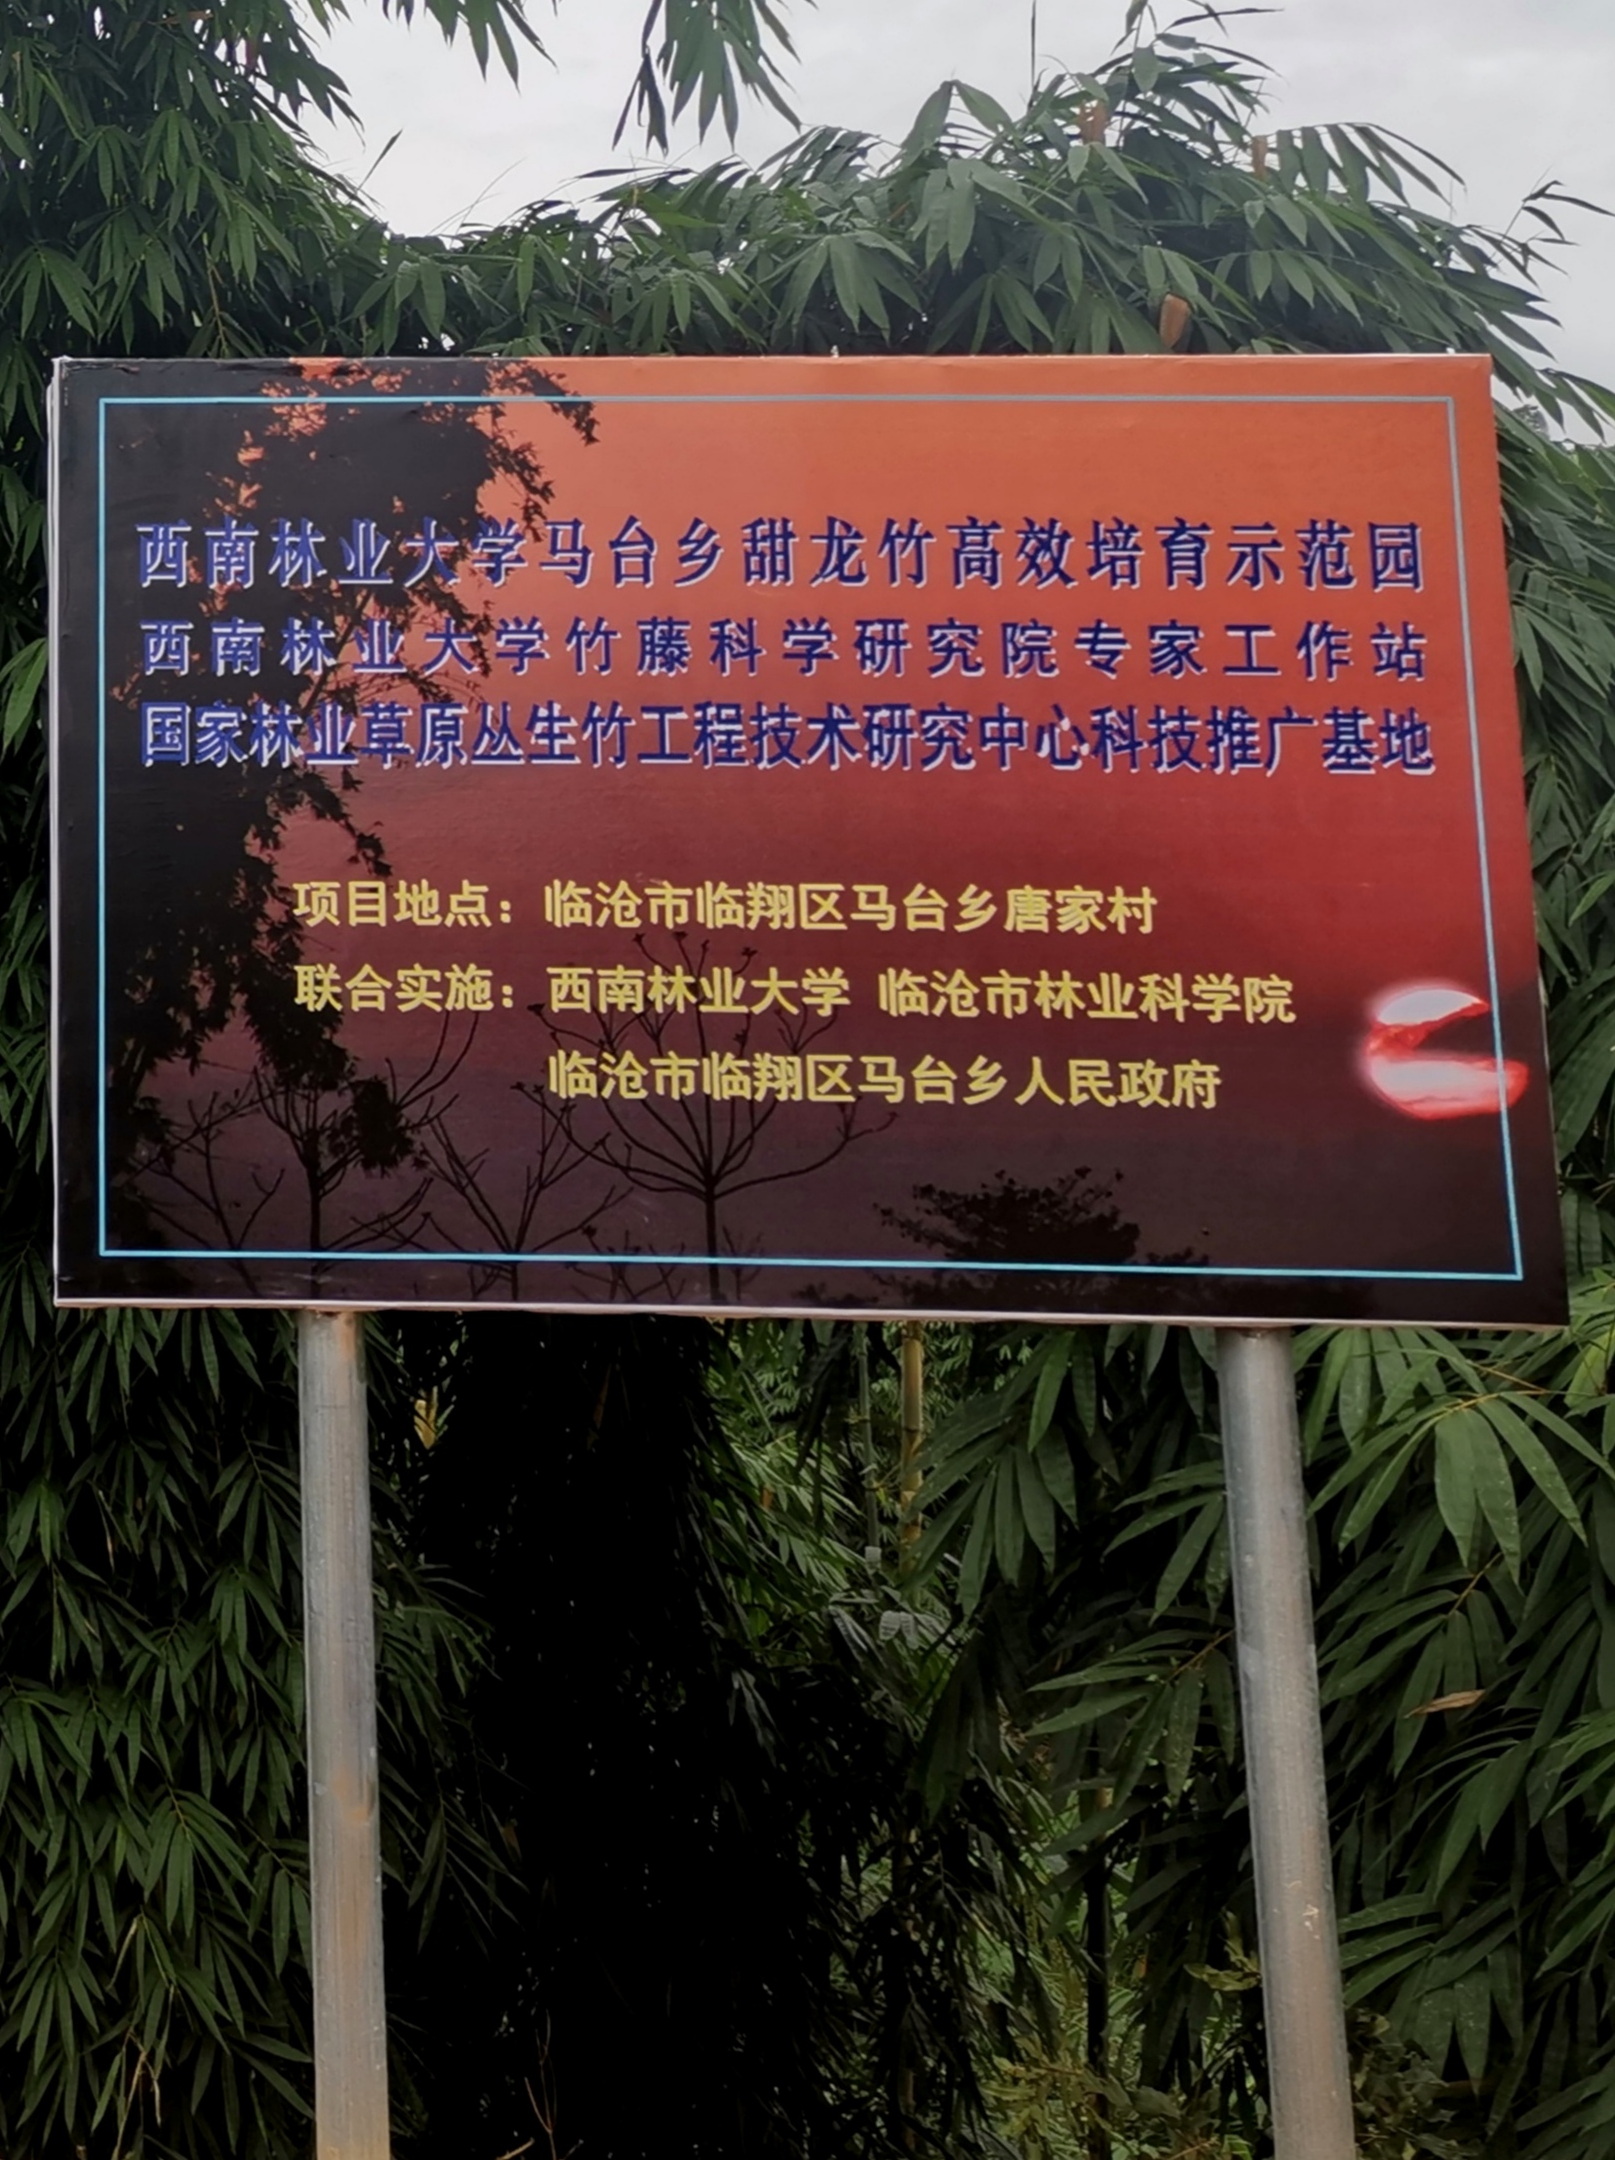 西南林业大学马台乡甜龙竹高效培育示范园
西南林业大学竹藤科学研究院专家工作站
国家林业草原丛生竹工程技术研究中心科技推广基地
项目地点：临沧市临翔区马台乡唐家村
联合实施：西南林业大学 临沧市林业科学院
临沧市临翔区马台乡人民政府